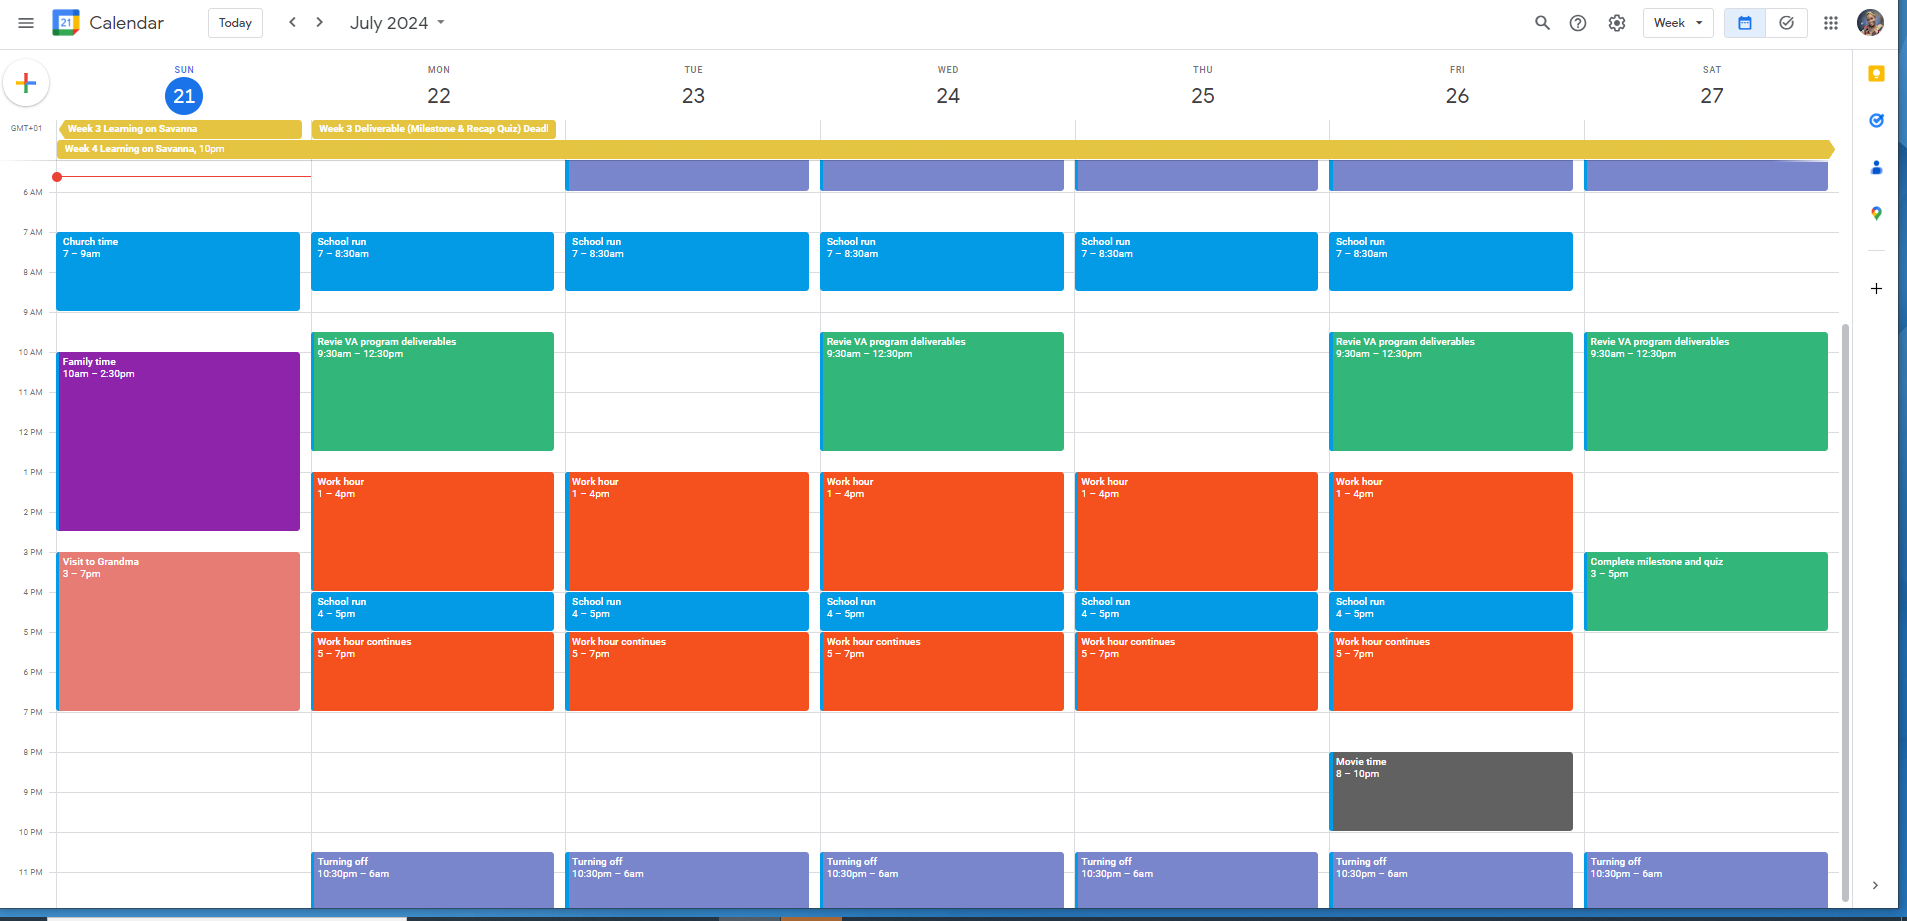 21
Calendar
Today
July 2024
Week
SUN
21
MON
22
TUE
23
WED
24
THU
25
FRI
26
SAT
27
GMT+01
Week 3 Learning on Savanna
Week 3 Deliverable (Milestone & Recap Quiz) Deadl
Week 4 Learning on Savanna, 10pm
6 AM
7 AM
8 AM
9 AM
10 AM
11 AM
12 PM
1 PM
2 PM
3 PM
4 PM
5 PM
6 PM
7 PM
8 PM
9 PM
10 PM
11 PM
Church time
7 – 9am
Family time
10am – 2:30pm
Visit to Grandma
3 – 7pm
School run
7 – 8:30am
Revie VA program deliverables
9:30am – 12:30pm
Work hour
1 – 4pm
School run
4 – 5pm
Work hour continues
5 – 7pm
Turning off
10:30pm – 6am
School run
7 – 8:30am
Work hour
1 – 4pm
School run
4 – 5pm
Work hour continues
5 – 7pm
Turning off
10:30pm – 6am
School run
7 – 8:30am
Revie VA program deliverables
9:30am – 12:30pm
Work hour
1 – 4pm
School run
4 – 5pm
Work hour continues
5 – 7pm
Turning off
10:30pm – 6am
School run
7 – 8:30am
Work hour
1 – 4pm
School run
4 – 5pm
Work hour continues
5 – 7pm
Turning off
10:30pm – 6am
School run
7 – 8:30am
Revie VA program deliverables
9:30am – 12:30pm
Work hour
1 – 4pm
School run
4 – 5pm
Work hour continues
5 – 7pm
Movie time
8 – 10pm
Turning off
10:30pm – 6am
Revie VA program deliverables
9:30am – 12:30pm
Complete milestone and quiz
3 – 5pm
Turning off
10:30pm – 6am